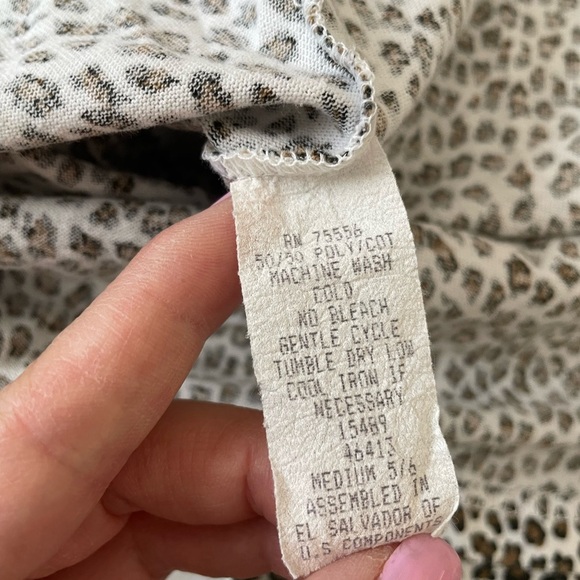 RN 75556
50/50 POLY/COT
MACHINE WASH
COLD
NO BLEACH
GENTLE CYCLE
TUMBLE DRY LOW
COOL IRON IF
NECESSARY
15489
46413
MEDIUM 5/6
ASSEMBLED IN
EL SALVADOR DE
U.S COMPONENTS